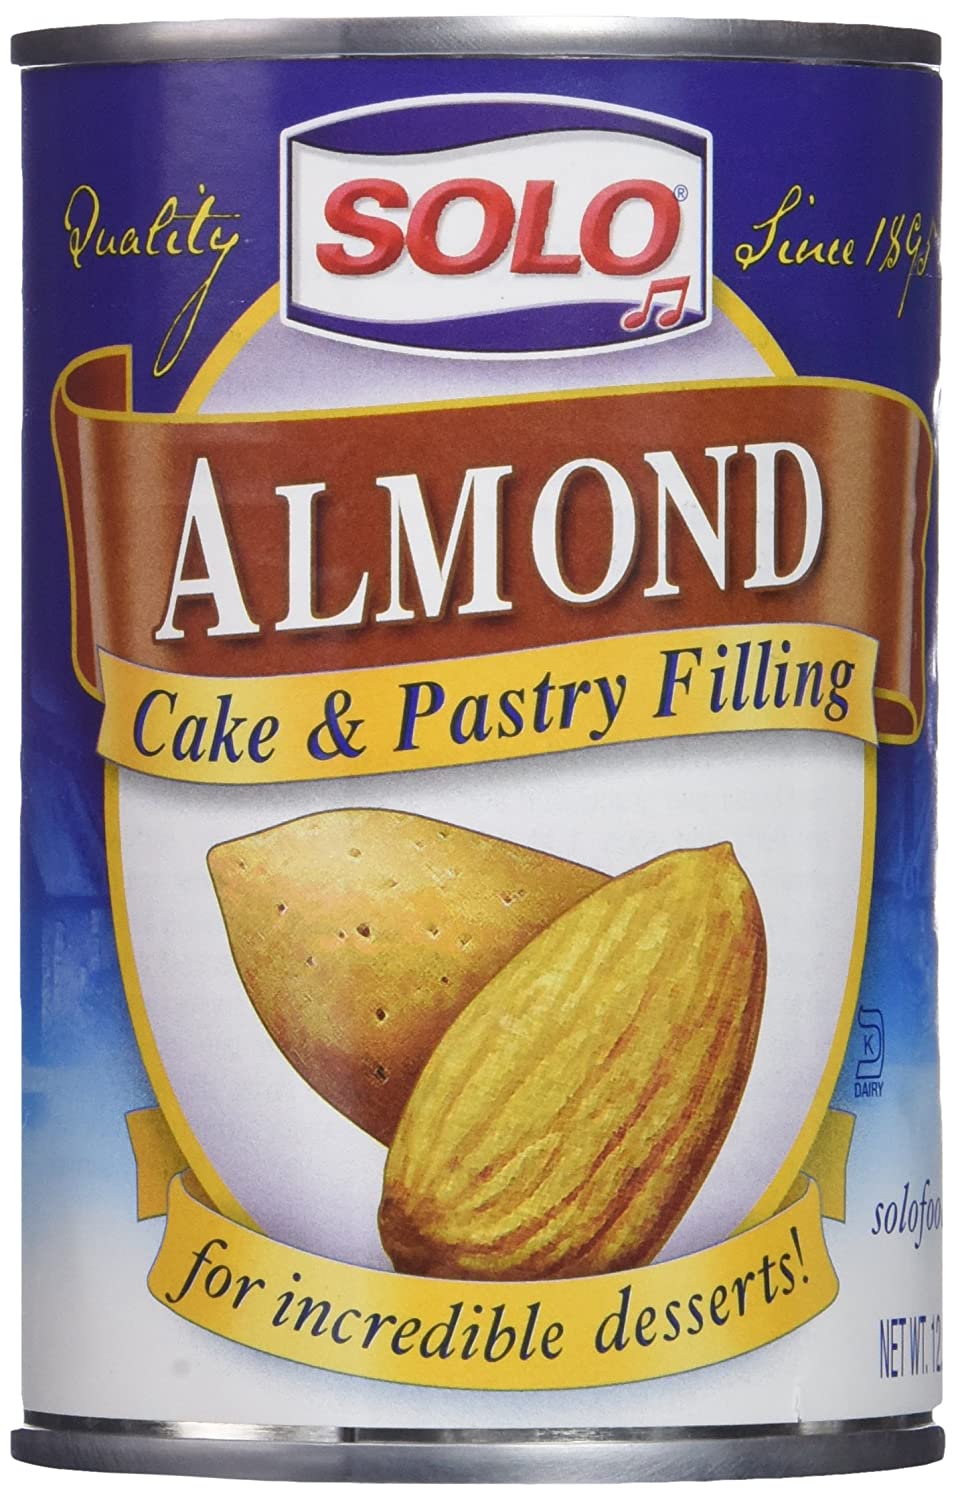 SOLO®
Quality
Since 1895
ALMOND
Cake & Pastry Filling
K
DAIRY
for incredible desserts!
NET WT.